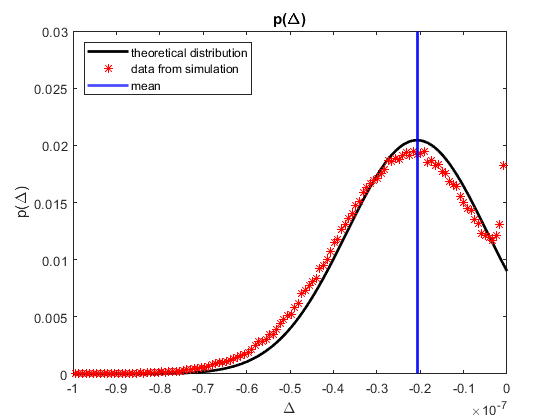 p(Δ)
0.03
0.025
0.02
0.015
0.01
0.005
0
p(Δ)
theoretical distribution
data from simulation
mean
-1 -0.9 -0.8 -0.7 -0.6 -0.5 -0.4 -0.3 -0.2 -0.1 0
Δ
×10⁻⁷